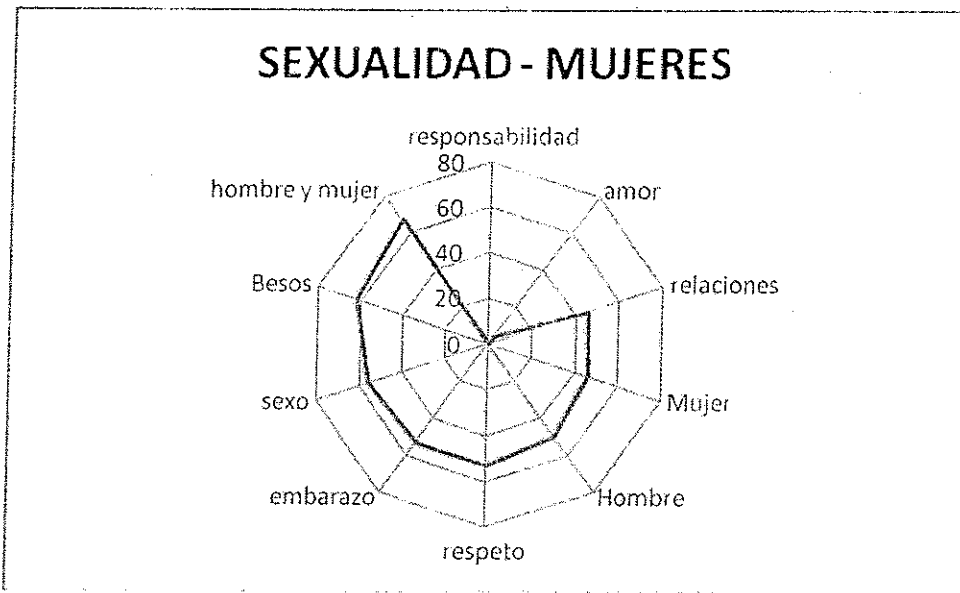 SEXUALIDAD - MUJERES
responsabilidad
80
hombre y mujer
60
amor
40
Besos
20
relaciones
0
sexo
Mujer
embarazo
Hombre
respeto